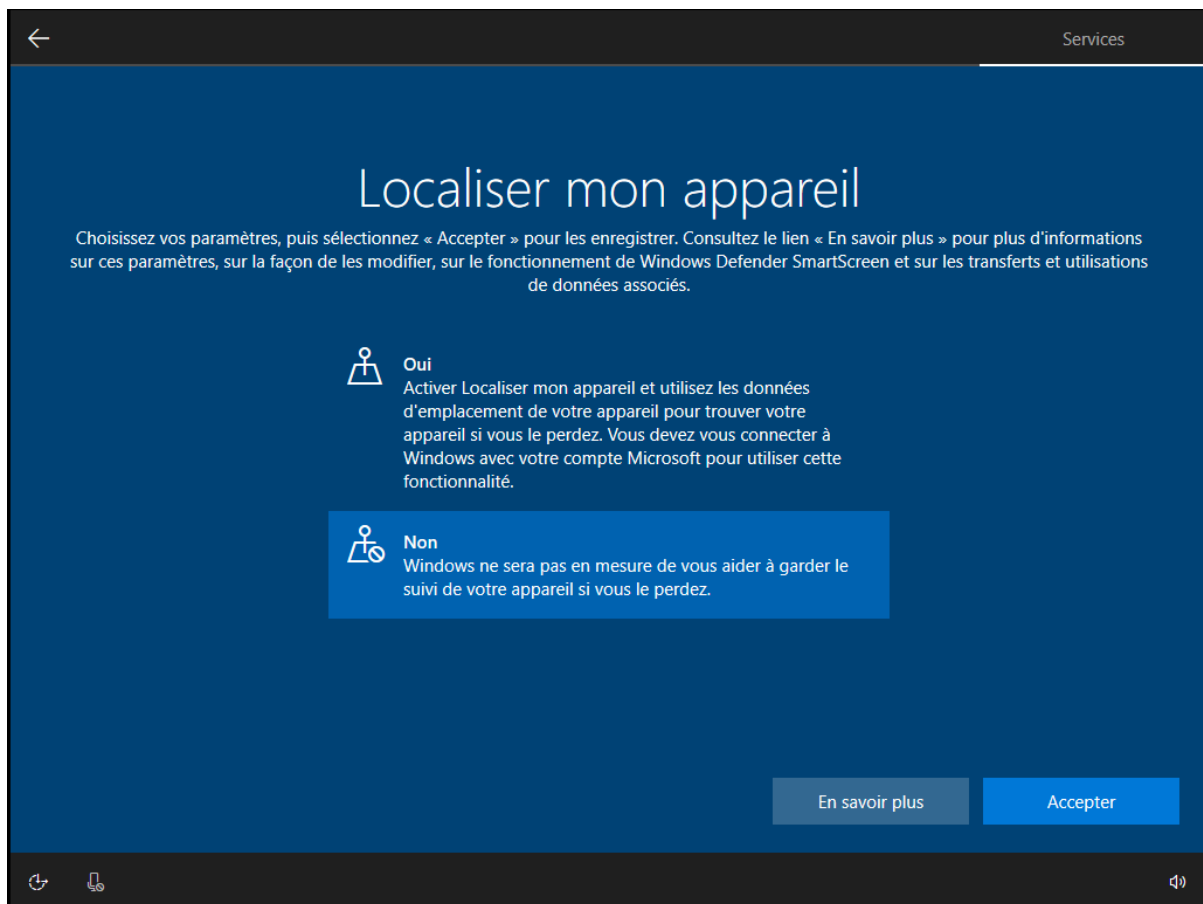 Services
Localiser mon appareil
Choisissez vos paramètres, puis sélectionnez « Accepter » pour les enregistrer. Consultez le lien « En savoir plus » pour plus d'informations
sur ces paramètres, sur la façon de les modifier, sur le fonctionnement de Windows Defender SmartScreen et sur les transferts et utilisations
de données associés.
Oui
Activer Localiser mon appareil et utilisez les données
d'emplacement de votre appareil pour trouver votre
appareil si vous le perdez. Vous devez vous connecter à
Windows avec votre compte Microsoft pour utiliser cette
fonctionnalité.
Non
Windows ne sera pas en mesure de vous aider à garder le
suivi de votre appareil si vous le perdez.
En savoir plus
Accepter